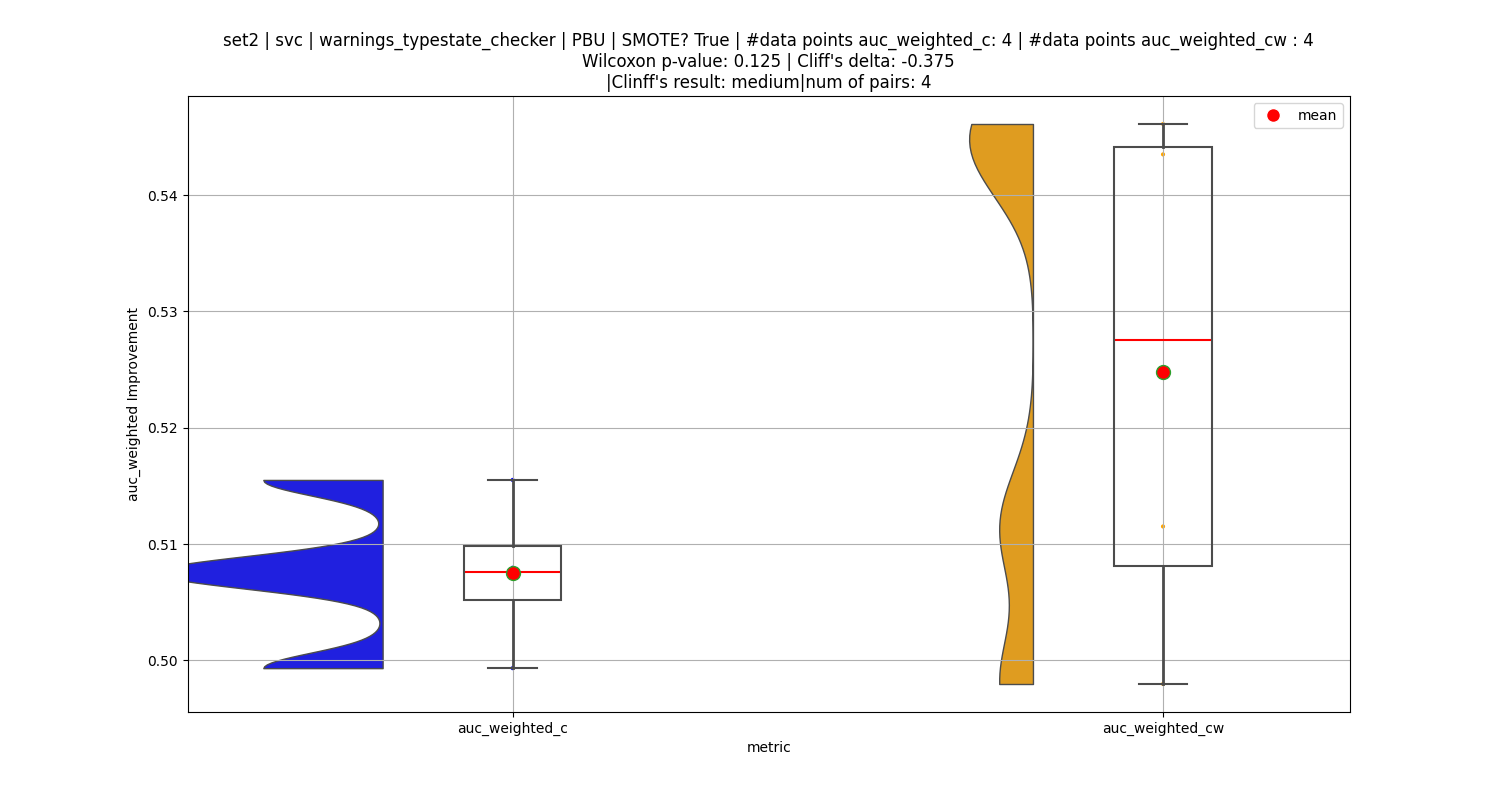 set2 | svc | warnings_typestate_checker | PBU | SMOTE? True | #data points auc_weighted_c: 4 | #data points auc_weighted_cw : 4
Wilcoxon p-value: 0.125 | Cliff's delta: -0.375
|Clinff's result: medium|num of pairs: 4
mean
0.54
0.53
0.52
0.51
0.50
auc_weighted Improvement
auc_weighted_c
auc_weighted_cw
metric